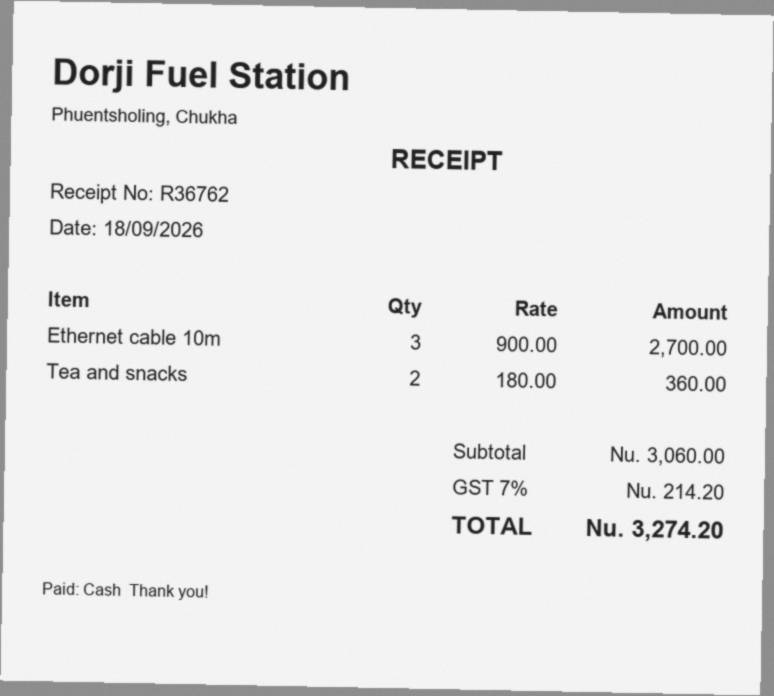 Dorji Fuel Station
Phuentsholing, Chukha
RECEIPT
Receipt No: R36762
Date: 18/09/2026
Item Qty Rate Amount
Ethernet cable 10m 3 900.00 2,700.00
Tea and snacks 2 180.00 360.00
Subtotal Nu. 3,060.00
GST 7% Nu. 214.20
TOTAL Nu. 3,274.20
Paid: Cash Thank you!